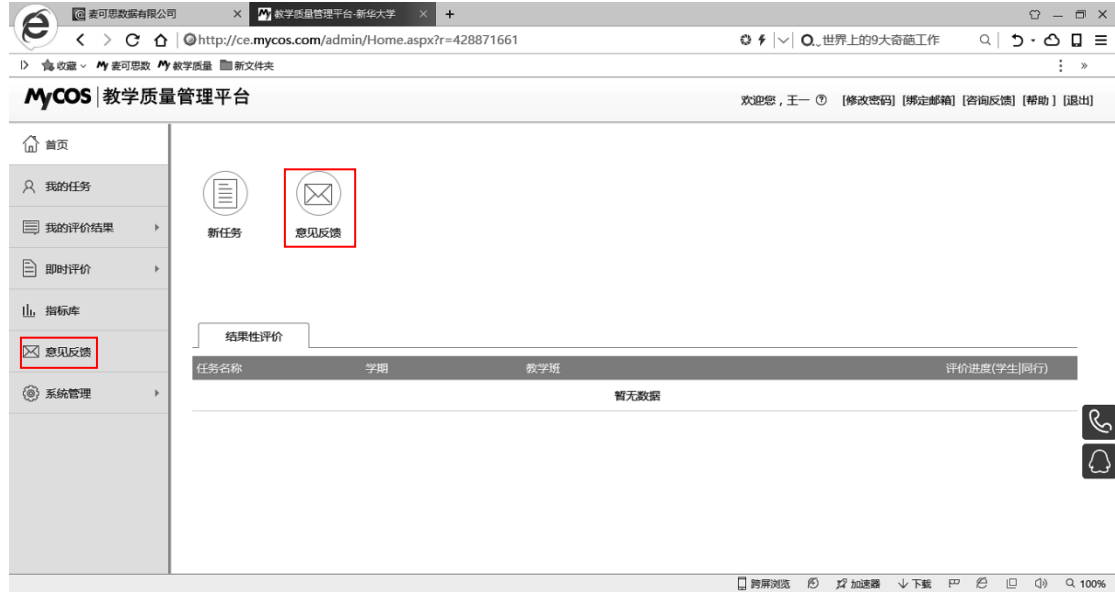 麦可思数据有限公司
教学质量管理平台-新华大学
http://ce.mycos.com/admin/Home.aspx?r=428871661
世界上的9大奇葩工作
收藏
麦可思数
教学质量
新文件夹
MyCOS 教学质量管理平台
欢迎您，王一 [修改密码] [绑定邮箱] [咨询反馈] [帮助 ] [退出]
首页
我的任务
我的评价结果
即时评价
指标库
意见反馈
系统管理
新任务
意见反馈
结果性评价
任务名称 学期 教学班 评价进度(学生|同行)
暂无数据
跨屏浏览 加速器 下载 100%